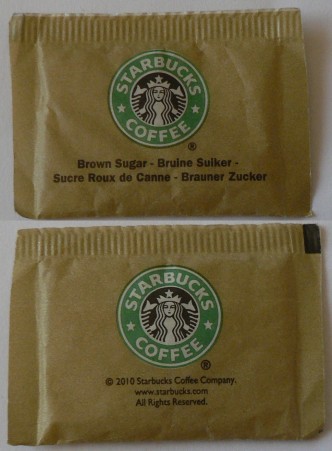 STARBUCKS
COFFEE
®
Brown Sugar - Bruine Suiker -
Sucre Roux de Canne - Brauner Zucker
STARBUCKS
COFFEE
®
© 2010 Starbucks Coffee Company.
www.starbucks.com
All Rights Reserved.